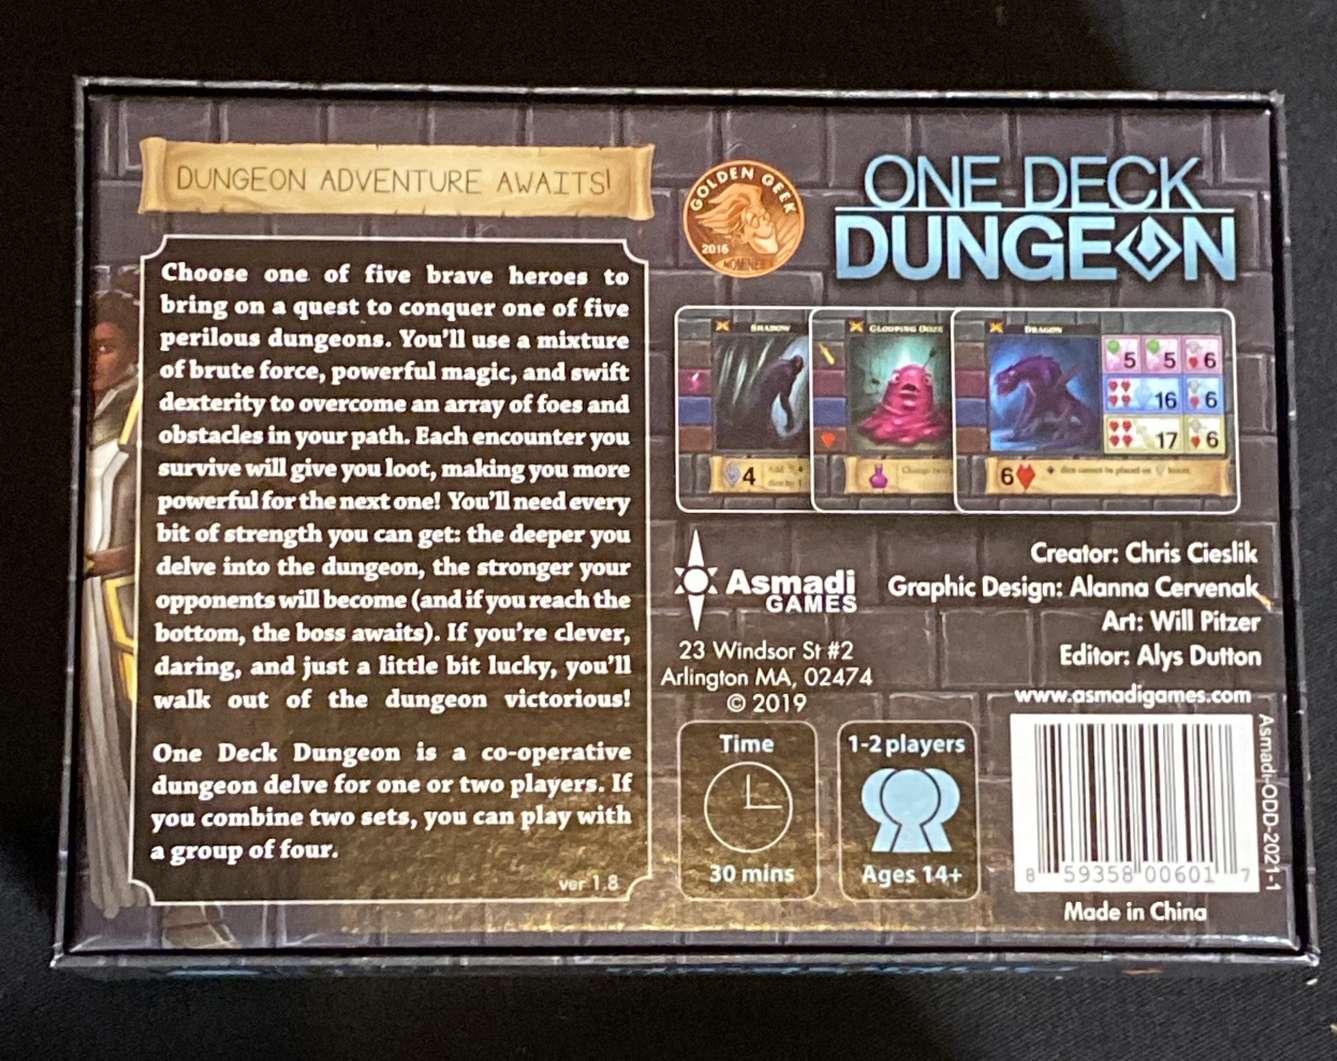 DUNGEON ADVENTURE AWAITS!
Choose one of five brave heroes to
bring on a quest to conquer one of five
perilous dungeons. You'll use a mixture
of brute force, powerful magic, and swift
dexterity to overcome an array of foes and
obstacles in your path. Each encounter you
survive will give you loot, making you more
powerful for the next one! You'll need every
bit of strength you can get: the deeper you
delve into the dungeon, the stronger your
opponents will become (and if you reach the
bottom, the boss awaits). If you're clever,
daring, and just a little bit lucky, you'll
walk out of the dungeon victorious!
One Deck Dungeon is a co-operative
dungeon delve for one or two players. If
you combine two sets, you can play with
a group of four.
ver 1.8
GOLDEN GEEK
2016
NOMINEE
ONE DECK
DUNGEON
SHADOW
4
GLOOPING OOZE
DRAGON
5 5 6
16 6
17 6
6
dice cannot be placed on
Asmadi
GAMES
23 Windsor St #2
Arlington MA, 02474
© 2019
Creator: Chris Cieslik
Graphic Design: Alanna Cervenak
Art: Will Pitzer
Editor: Alys Dutton
www.asmadigames.com
Time
30 mins
1-2 players
Ages 14+
8 59358 00601 7
Asmadi-ODD-2021-1
Made in China